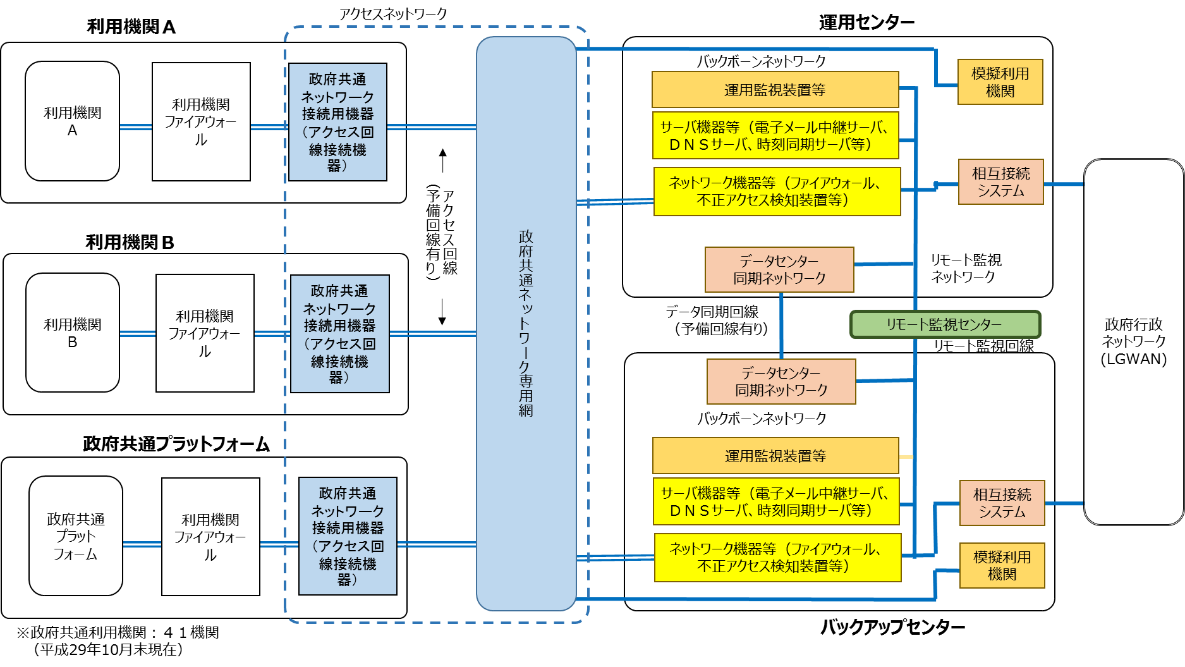 アクセスネットワーク
利用機関A
利用機関
A
利用機関
ファイアウォー
ル
政府共通
ネットワーク
接続用機器
（アクセス回
線接続機
器）
利用機関B
利用機関
B
利用機関
ファイアウォー
ル
政府共通
ネットワーク
接続用機器
（アクセス回
線接続機
器）
政府共通プラットフォーム
政府共通
プラット
フォーム
利用機関
ファイアウォー
ル
政府共通
ネットワーク
接続用機器
（アクセス回
線接続機
器）
※政府共通利用機関：４１機関
（平成29年10月末現在）
アクセス回線
（予備回線有り）
政府共通ネットワーク専用網
運用センター
バックボーンネットワーク
運用監視装置等
サーバ機器等（電子メール中継サーバ、
ＤＮＳサーバ、時刻同期サーバ等）
ネットワーク機器等（ファイアウォール、
不正アクセス検知装置等）
模擬利用
機関
相互接続
システム
データセンター
同期ネットワーク
リモート監視
ネットワーク
データ同期回線
（予備回線有り）
リモート監視センター
リモート監視回線
データセンター
同期ネットワーク
バックボーンネットワーク
運用監視装置等
サーバ機器等（電子メール中継サーバ、
ＤＮＳサーバ、時刻同期サーバ等）
ネットワーク機器等（ファイアウォール、
不正アクセス検知装置等）
相互接続
システム
模擬利用
機関
バックアップセンター
政府行政
ネットワーク
(LGWAN)